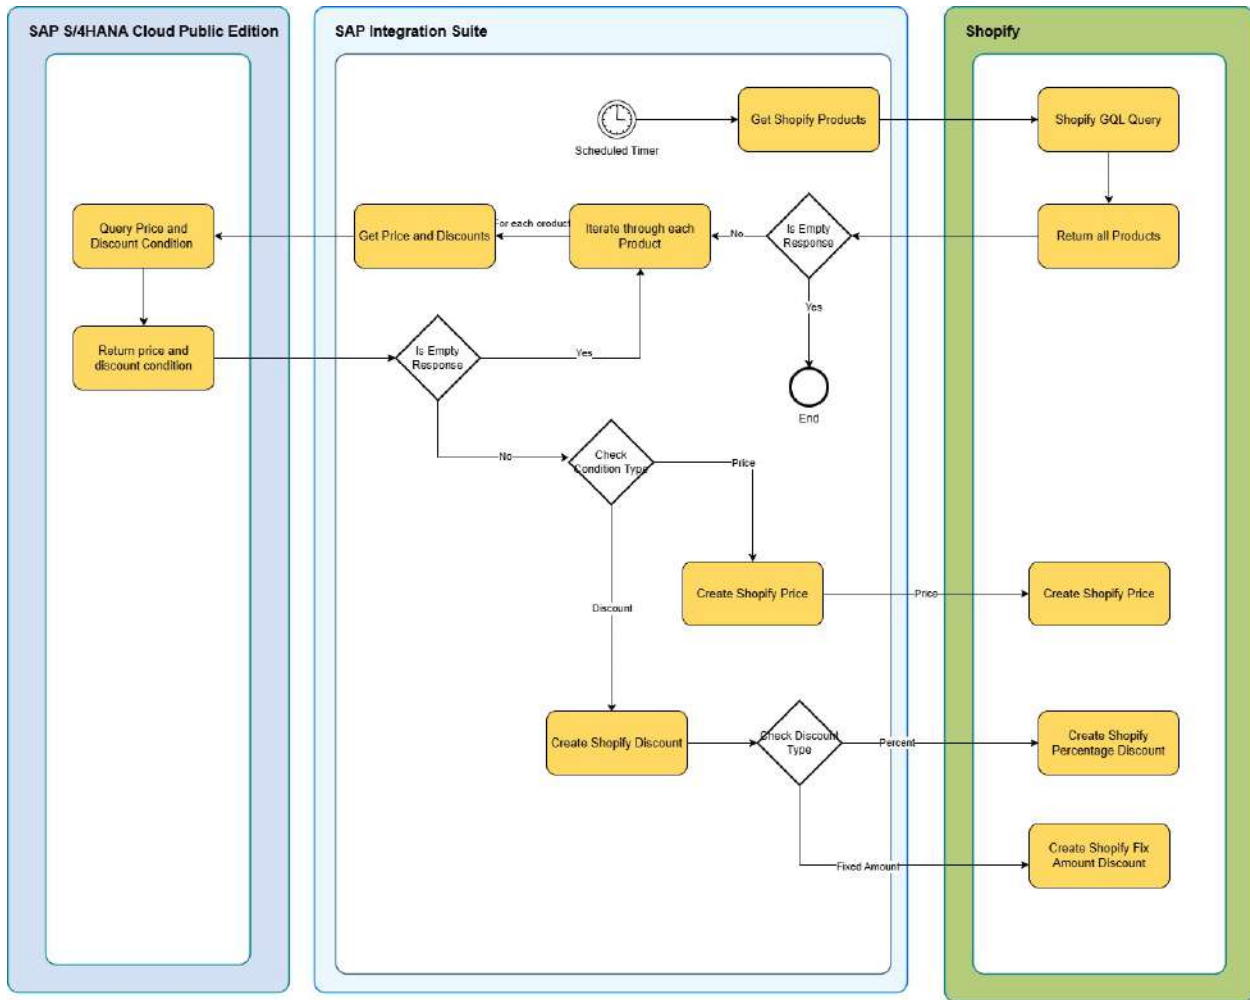 SAP S/4HANA Cloud Public Edition
SAP Integration Suite
Shopify
Get Shopify Products
Shopify GQL Query
Scheduled Timer
Query Price and
Discount Condition
Get Price and Discounts
For each product
Iterate through each
Product
No
Is Empty
Response
Return all Products
Yes
Return price and
discount condition
Is Empty
Response
Yes
End
No
Check
Condition Type
Price
Create Shopify Price
Price
Create Shopify Price
Discount
Create Shopify Discount
Check Discount
Type
Percent
Create Shopify
Percentage Discount
Fixed Amount
Create Shopify Fix
Amount Discount